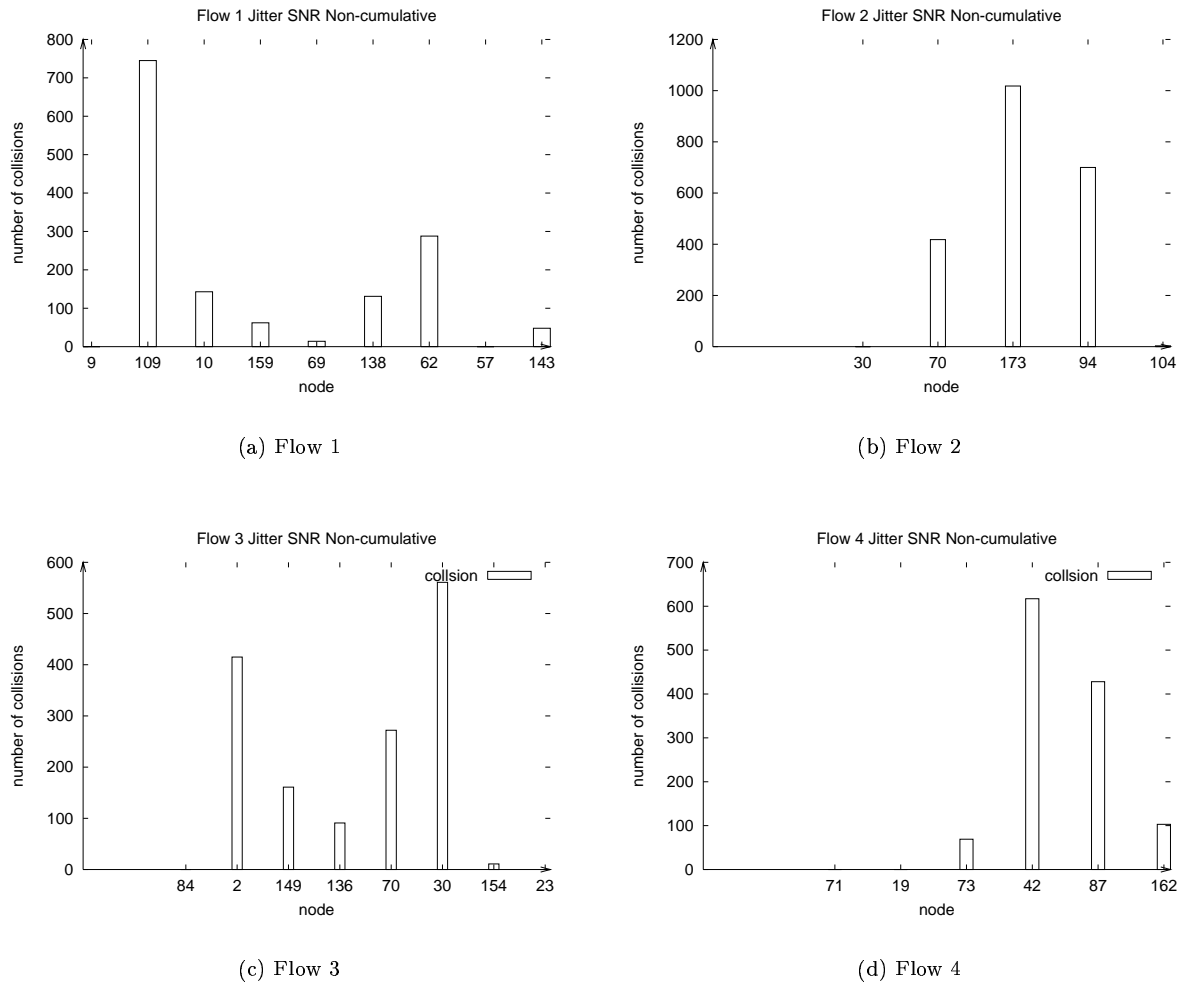 Flow 1 Jitter SNR Non-cumulative
800
700
600
500
400
300
200
100
0
number of collisions
9 109 10 159 69 138 62 57 143
node
(a) Flow 1
Flow 2 Jitter SNR Non-cumulative
1200
1000
800
600
400
200
0
number of collisions
30 70 173 94 104
node
(b) Flow 2
Flow 3 Jitter SNR Non-cumulative
collsion
600
500
400
300
200
100
0
number of collisions
84 2 149 136 70 30 154 23
node
(c) Flow 3
Flow 4 Jitter SNR Non-cumulative
collsion
700
600
500
400
300
200
100
0
number of collisions
71 19 73 42 87 162
node
(d) Flow 4